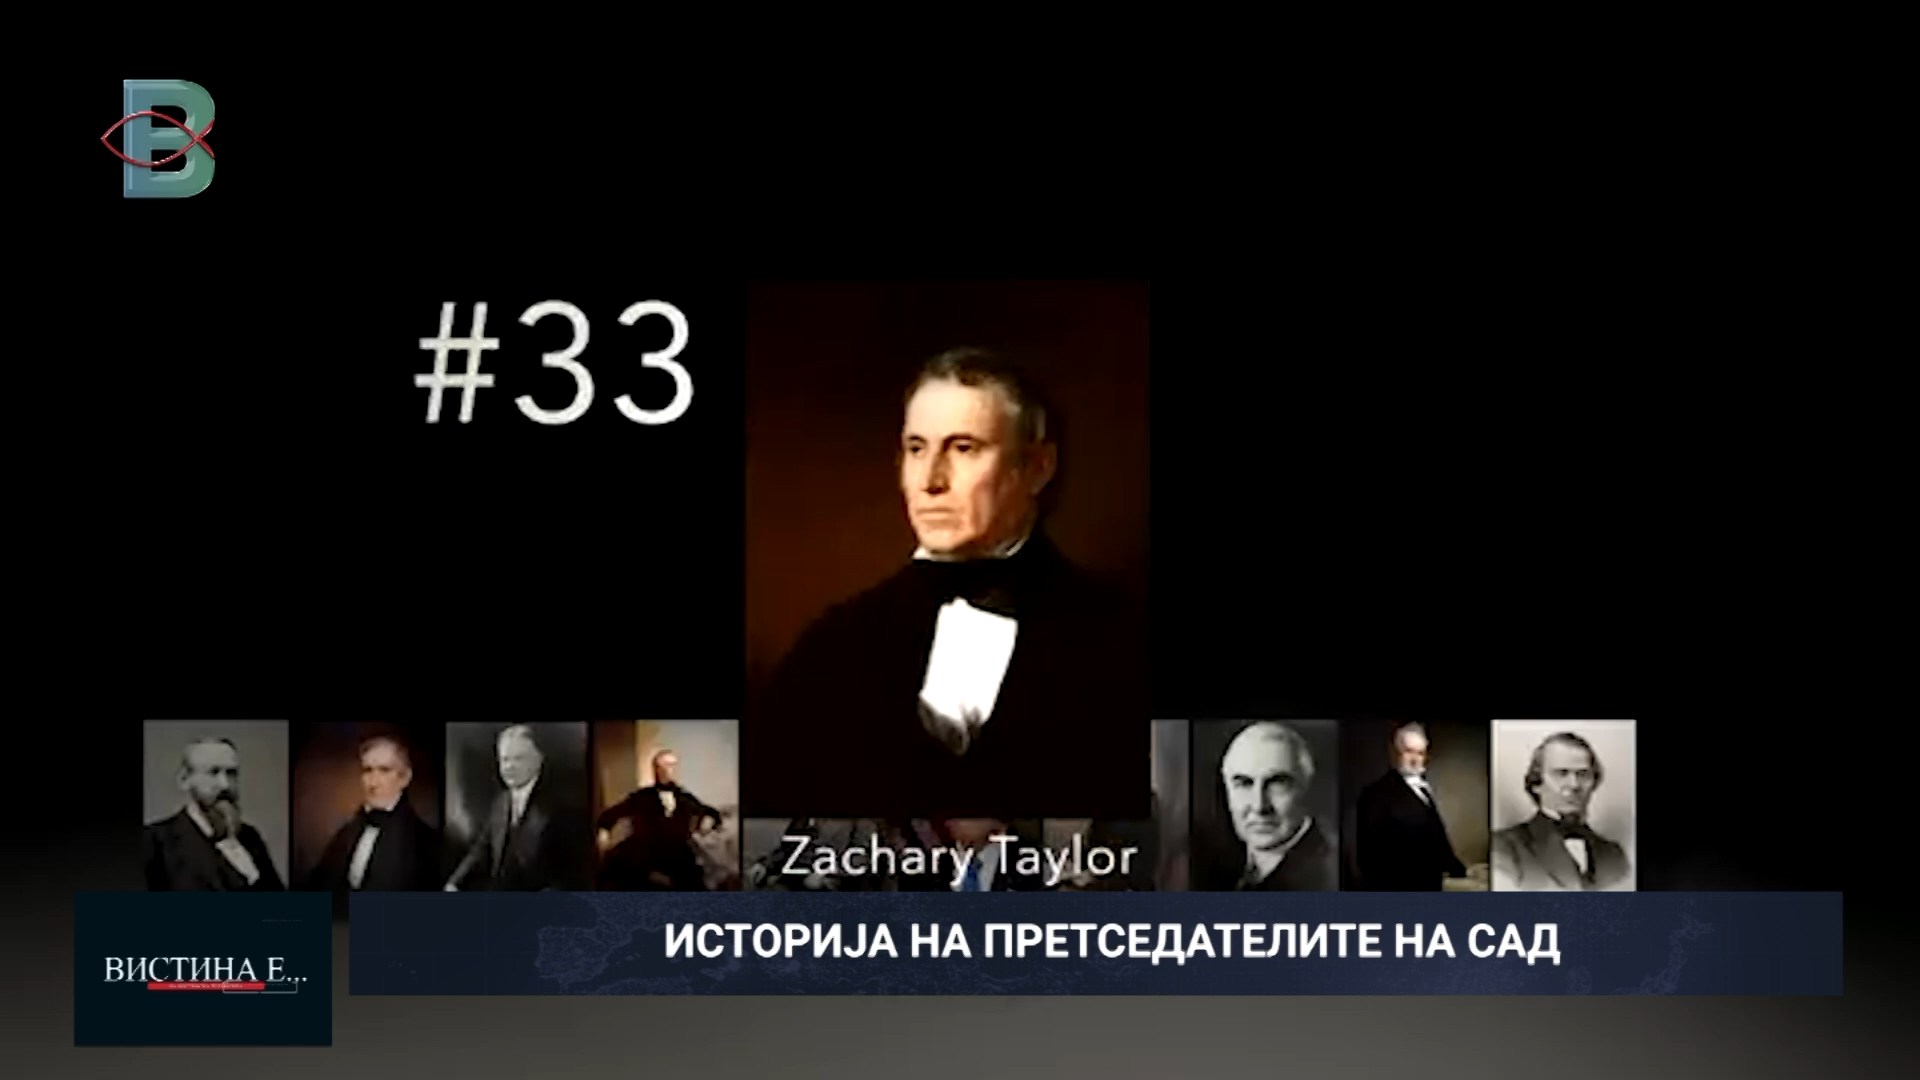 B
#33
Zachary Taylor
ИСТОРИЈА НА ПРЕТСЕДАТЕЛИТЕ НА САД
ВИСТИНА Е...